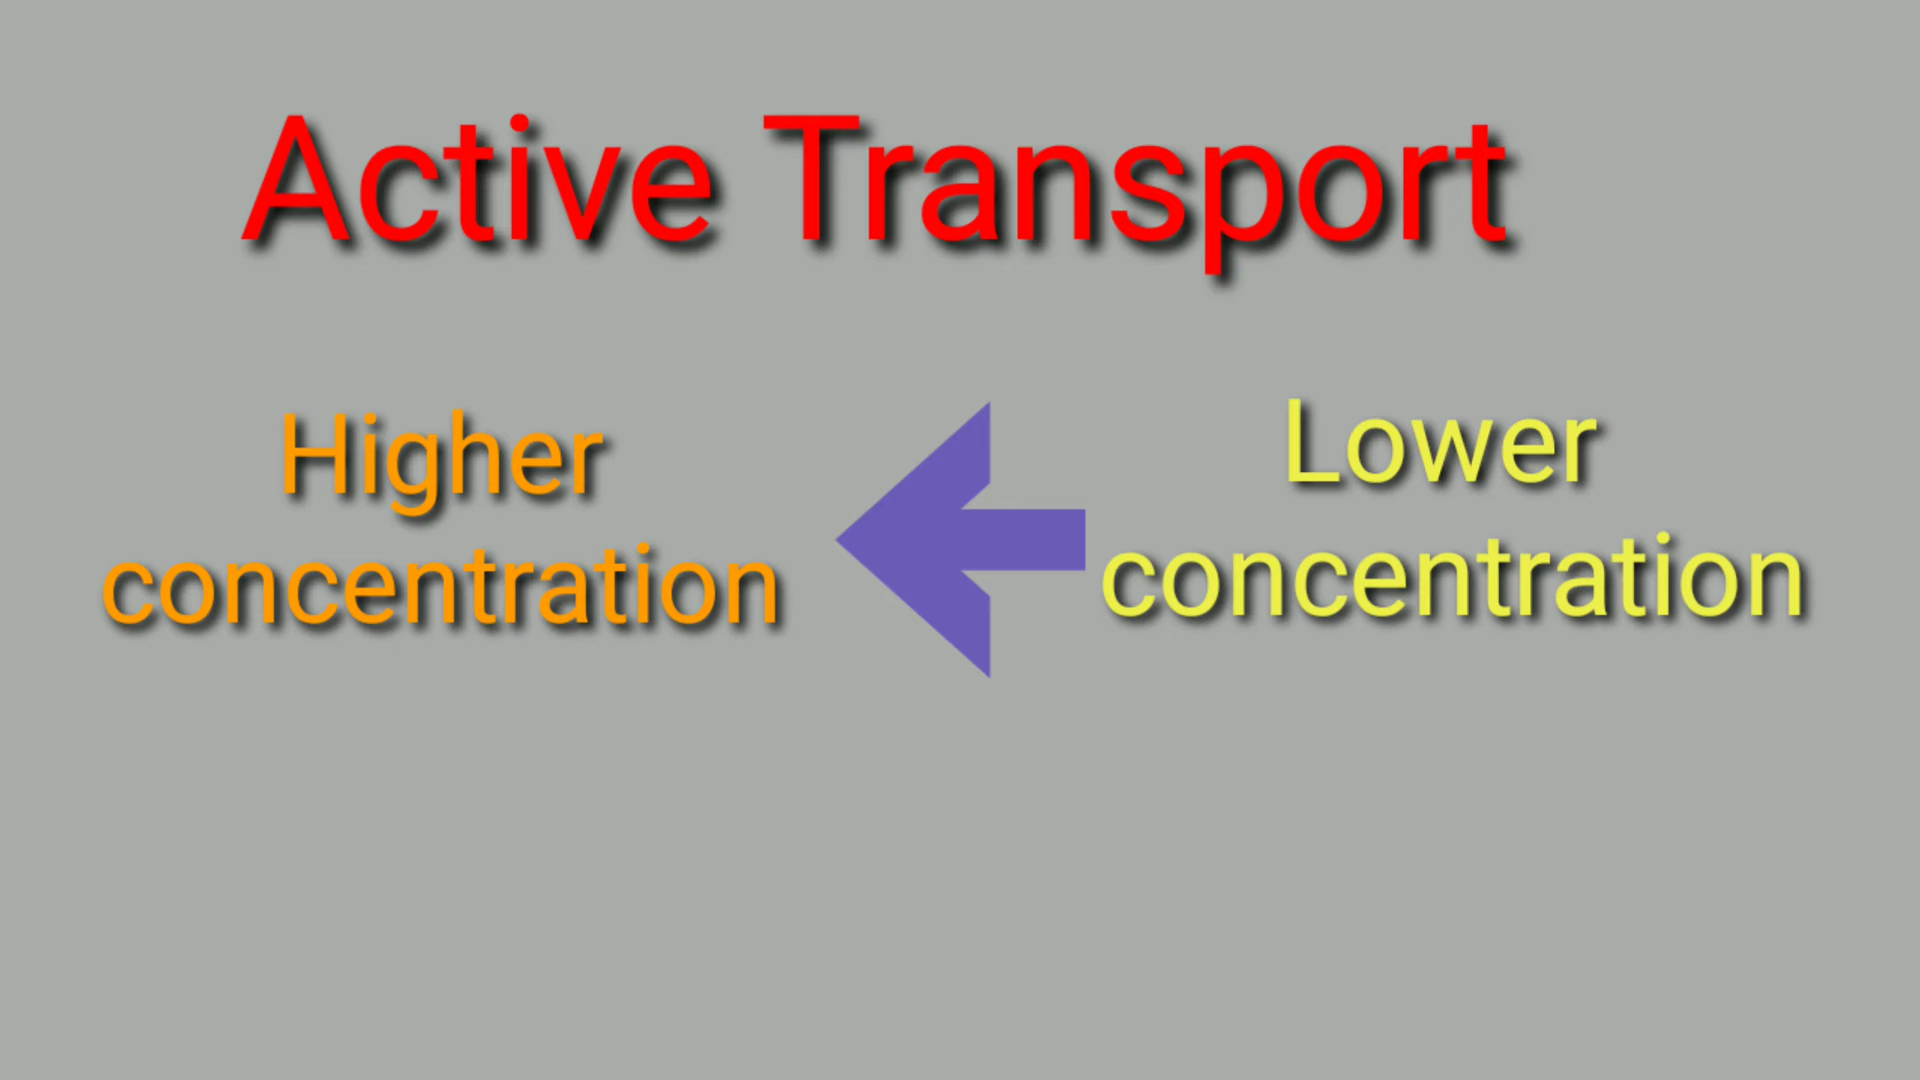 Active Transport
Higher
concentration
Lower
concentration